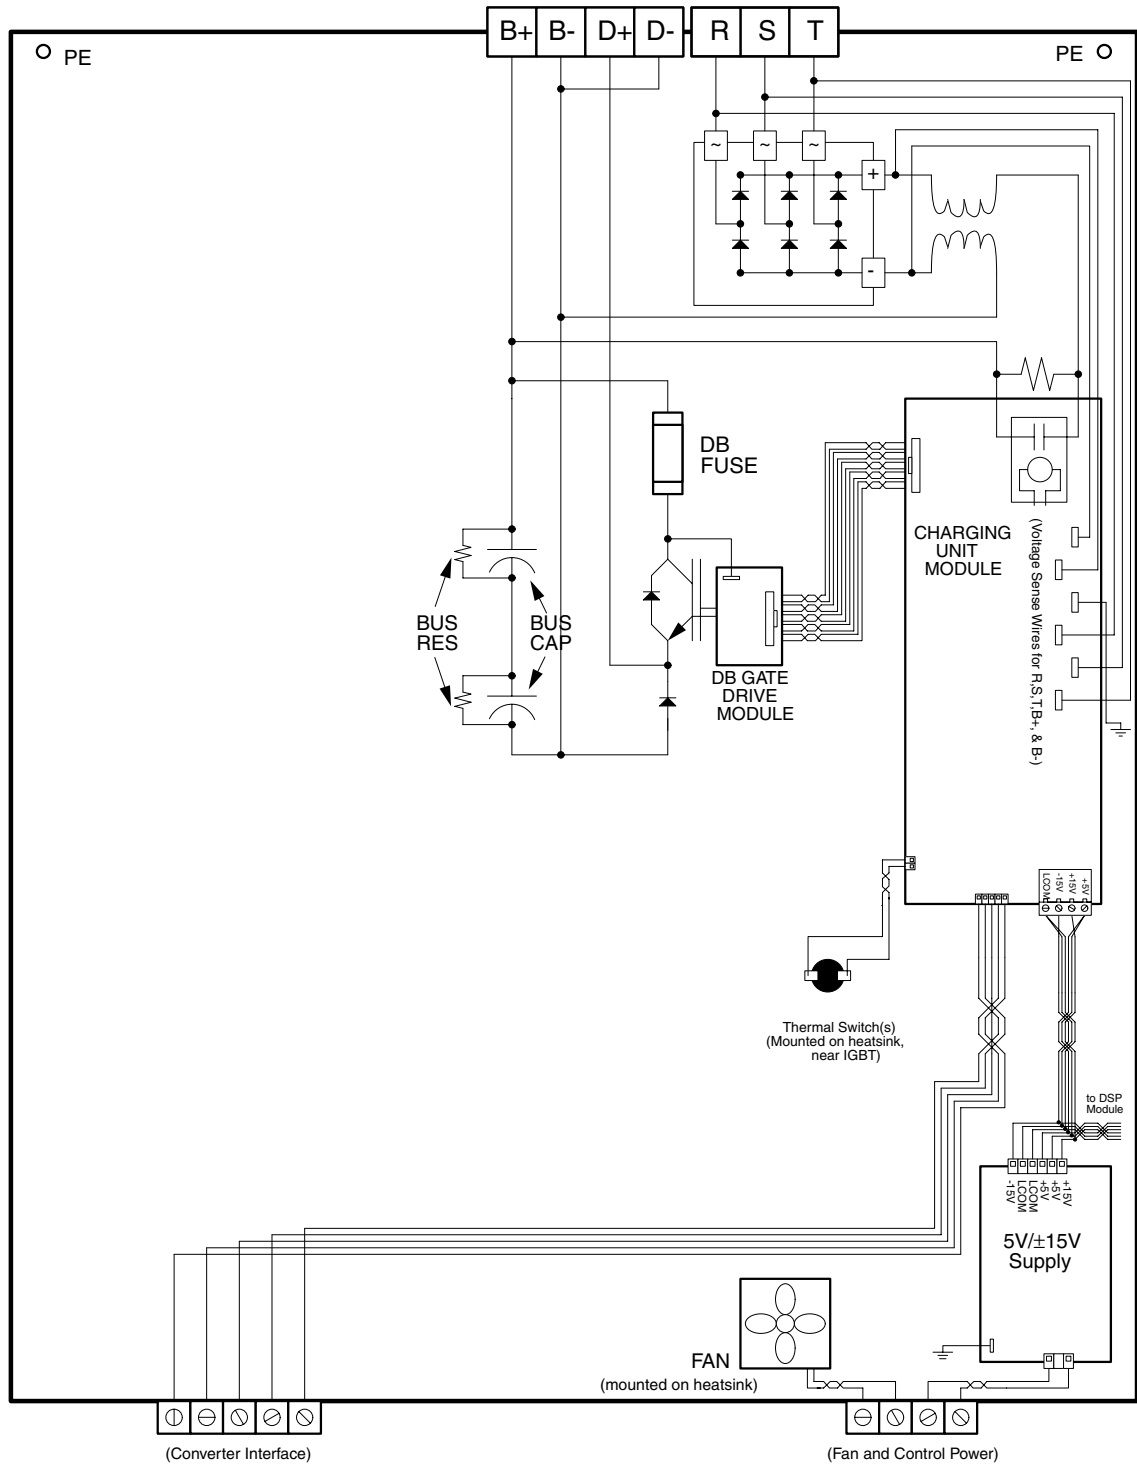 B+ B- D+ D- R S T
PE
PE
~ ~ ~
+
-
DB
FUSE
CHARGING
UNIT
MODULE
(Voltage Sense Wires for R,S,T,B+, & B-)
BUS
RES
BUS
CAP
DB GATE
DRIVE
MODULE
LCOM
-15V
+15V
+5V
Thermal Switch(s)
(Mounted on heatsink,
near IGBT)
to DSP
Module
-15V
LCOM
LCOM
+5V
+5V
+15V
5V/±15V
Supply
FAN
(mounted on heatsink)
(Converter Interface)
(Fan and Control Power)